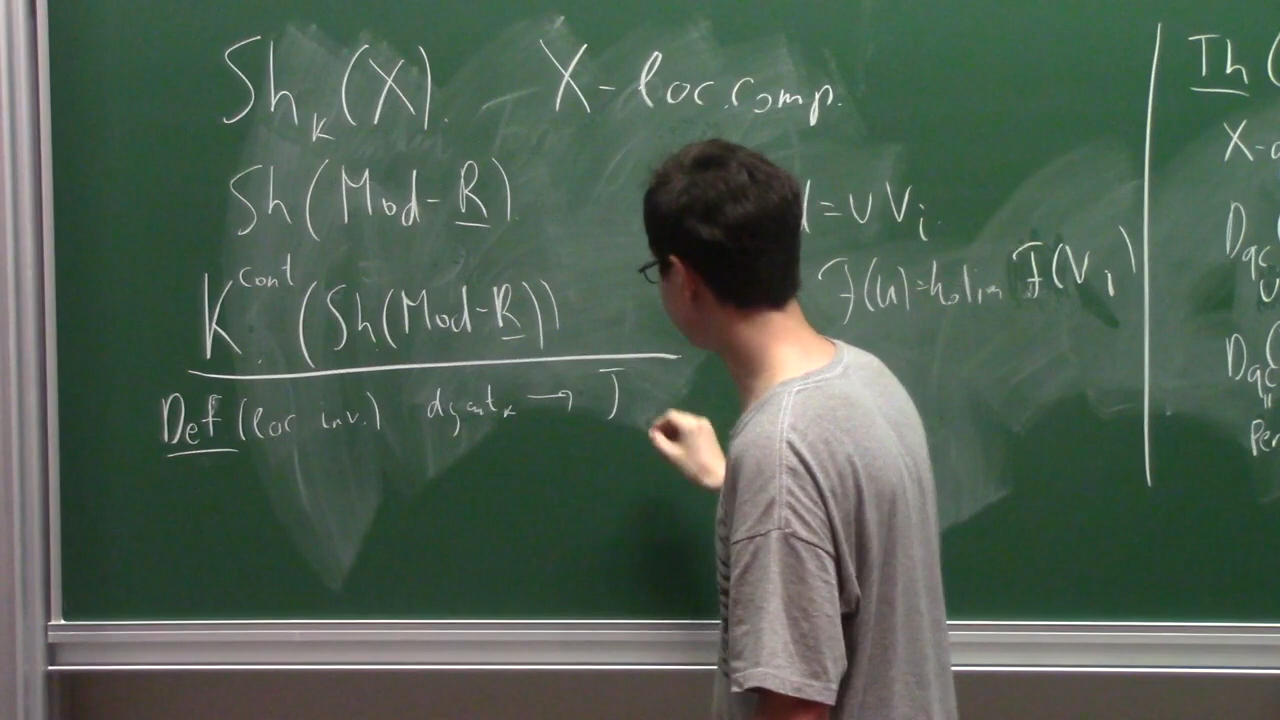 Sh_k(X). X - loc. comp.
Sh(Mod-R)
=∪V_i.
K^cont(Sh(Mod-R))
F(U)=holim F(V_i)
Def (loc inv.) dgcat_k → T
Th (
X-
D_qc
D_qc(
Per